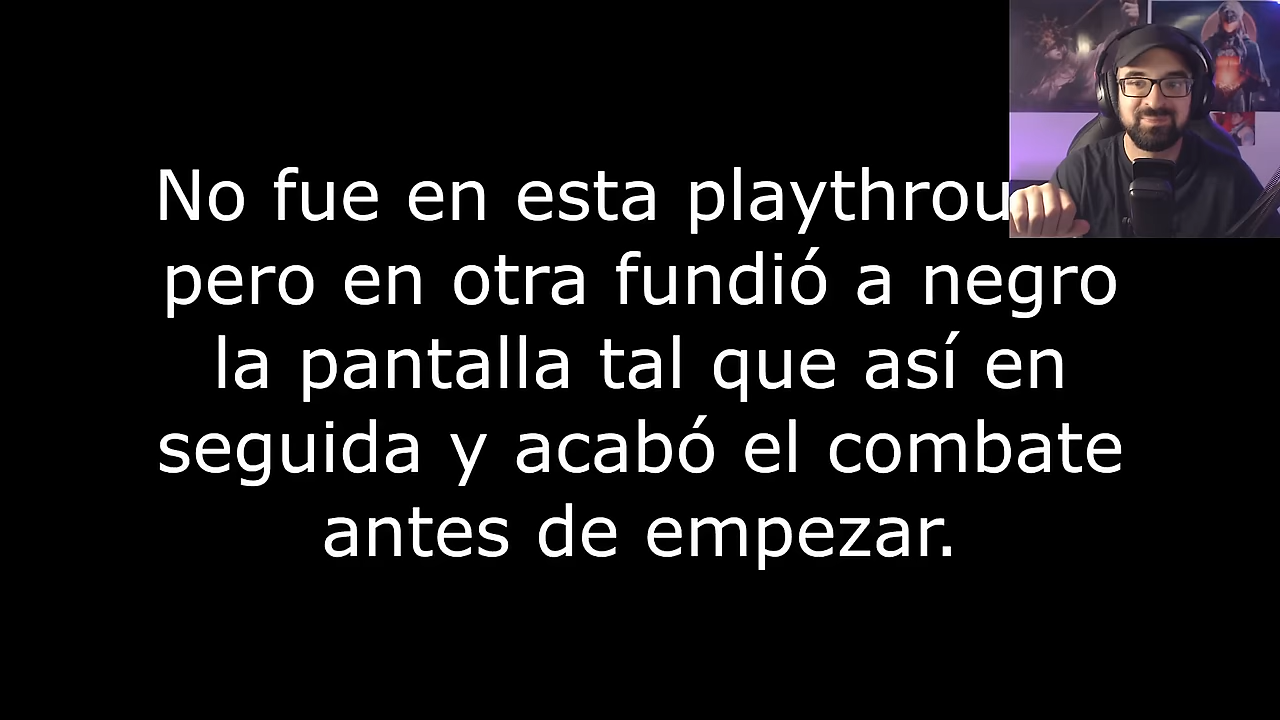 No fue en esta
pero en otra fundió a negro
la pantalla tal que así en
seguida y acabó el combate
antes de empezar.